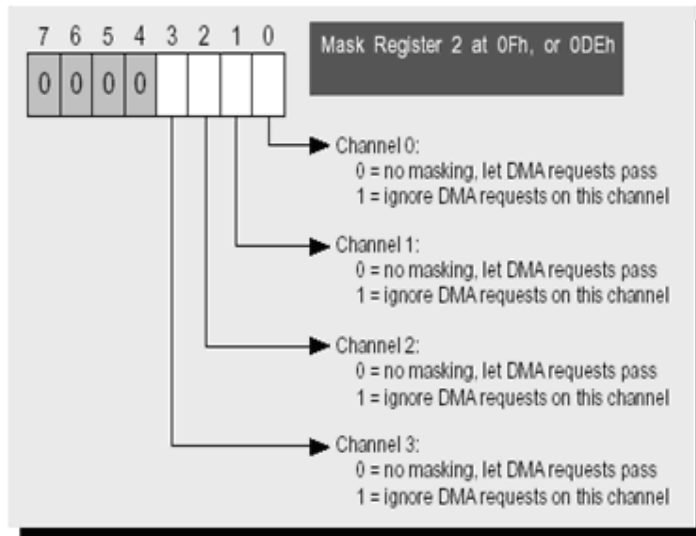 7 6 5 4 3 2 1 0
Mask Register 2 at 0Fh, or 0DEh
0 0 0 0
Channel 0:
0 = no masking, let DMA requests pass
1 = ignore DMA requests on this channel
Channel 1:
0 = no masking, let DMA requests pass
1 = ignore DMA requests on this channel
Channel 2:
0 = no masking, let DMA requests pass
1 = ignore DMA requests on this channel
Channel 3:
0 = no masking, let DMA requests pass
1 = ignore DMA requests on this channel